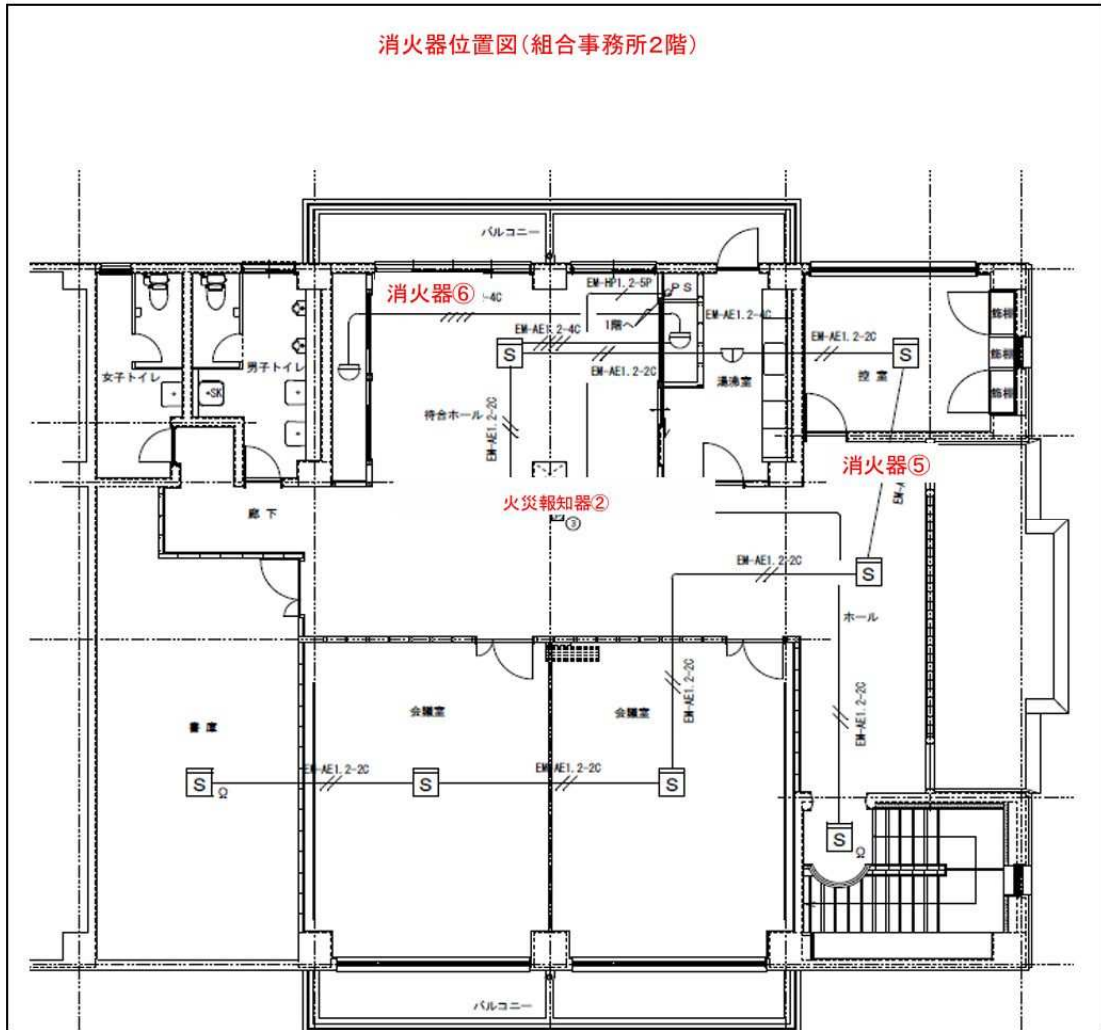 消火器位置図(組合事務所2階)
バルコニー
消火器⑥
-4C
EM-HP1.2-5P
PS
1階へ
EM-AE1.2-4C
EM-AE1.2-4C
S
EM-AE1.2-2C
EM-AE1.2-2C
S
飾棚
飾棚
飾棚
控室
湯沸室
女子トイレ
男子トイレ
SK
待合ホール
EM-AE1.2-2C
消火器⑤
EM-A
火災報知器②
③
廊下
EM-AE1.2-2C
S
ホール
EM-AE1.2-2C
EM-AE1.2-2C
会議室
会議室
書庫
S
Ω
EM-AE1.2-2C
S
EM-AE1.2-2C
S
S
Ω
バルコニー